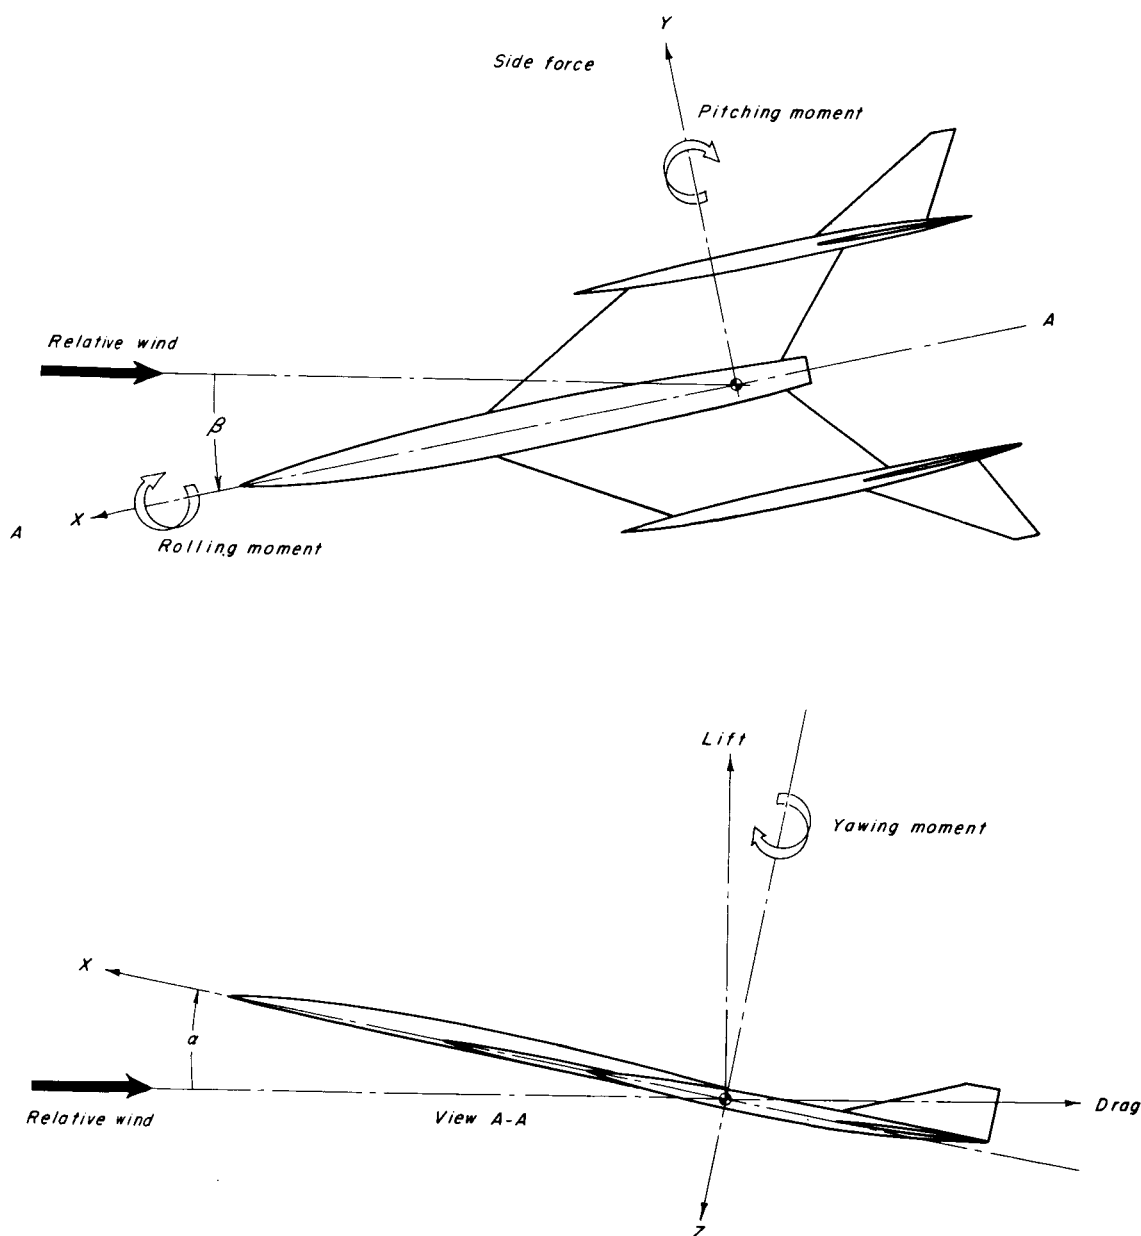 Y
Side force
Pitching moment
A
Relative wind
β
X
A
Rolling moment
Lift
Yawing moment
X
α
Relative wind
View A-A
Drag
Z